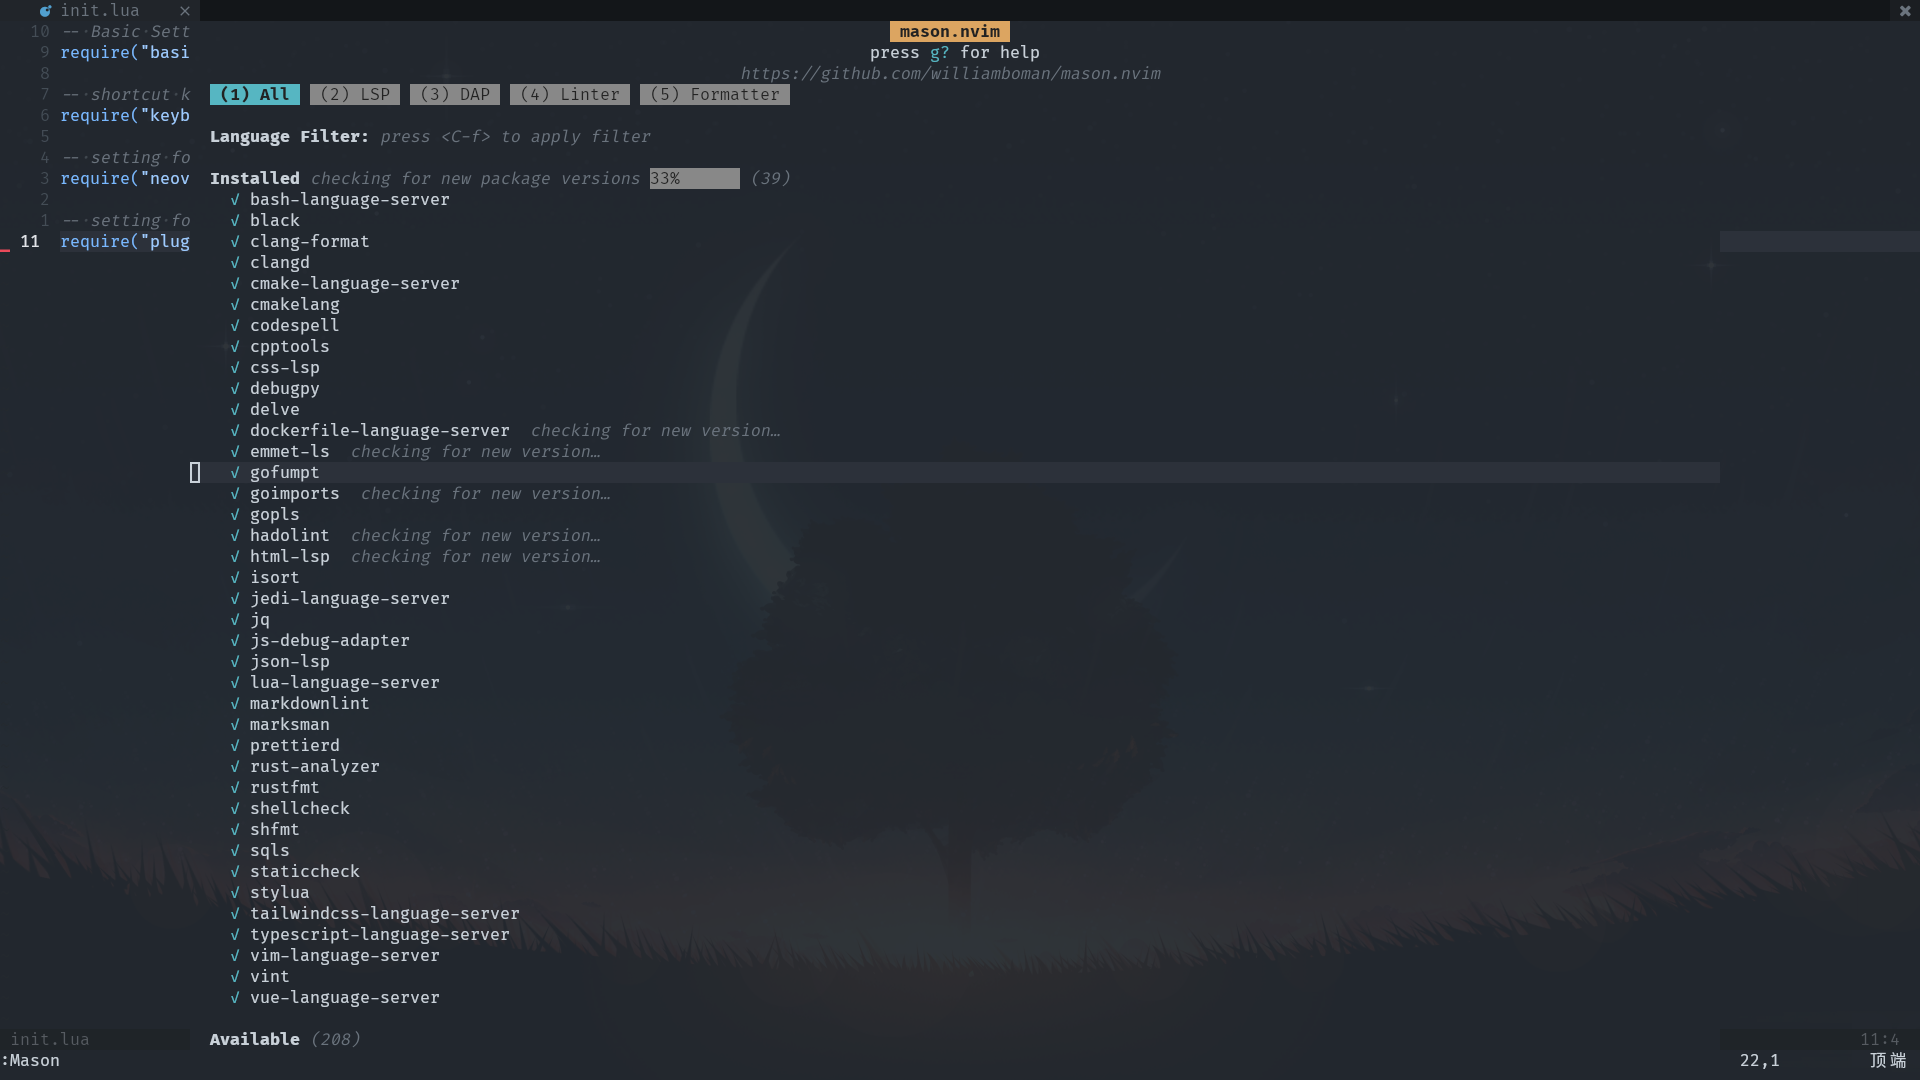 init.lua ×
mason.nvim
press g? for help
https://github.com/williamboman/mason.nvim
(1) All (2) LSP (3) DAP (4) Linter (5) Formatter
Language Filter: press <C-f> to apply filter
Installed checking for new package versions 33% (39)
√ bash-language-server
√ black
√ clang-format
√ clangd
√ cmake-language-server
√ cmakelang
√ codespell
√ cpptools
√ css-lsp
√ debugpy
√ delve
√ dockerfile-language-server checking for new version…
√ emmet-ls checking for new version…
√ gofumpt
√ goimports checking for new version…
√ gopls
√ hadolint checking for new version…
√ html-lsp checking for new version…
√ isort
√ jedi-language-server
√ jq
√ js-debug-adapter
√ json-lsp
√ lua-language-server
√ markdownlint
√ marksman
√ prettierd
√ rust-analyzer
√ rustfmt
√ shellcheck
√ shfmt
√ sqls
√ staticcheck
√ stylua
√ tailwindcss-language-server
√ typescript-language-server
√ vim-language-server
√ vint
√ vue-language-server
Available (208)
10 -- Basic Sett
9 require("basi
8
7 -- shortcut k
6 require("keyb
5
4 -- setting fo
3 require("neov
2
1 -- setting fo
11 require("plug
init.lua 11:4
:Mason 22,1 顶端